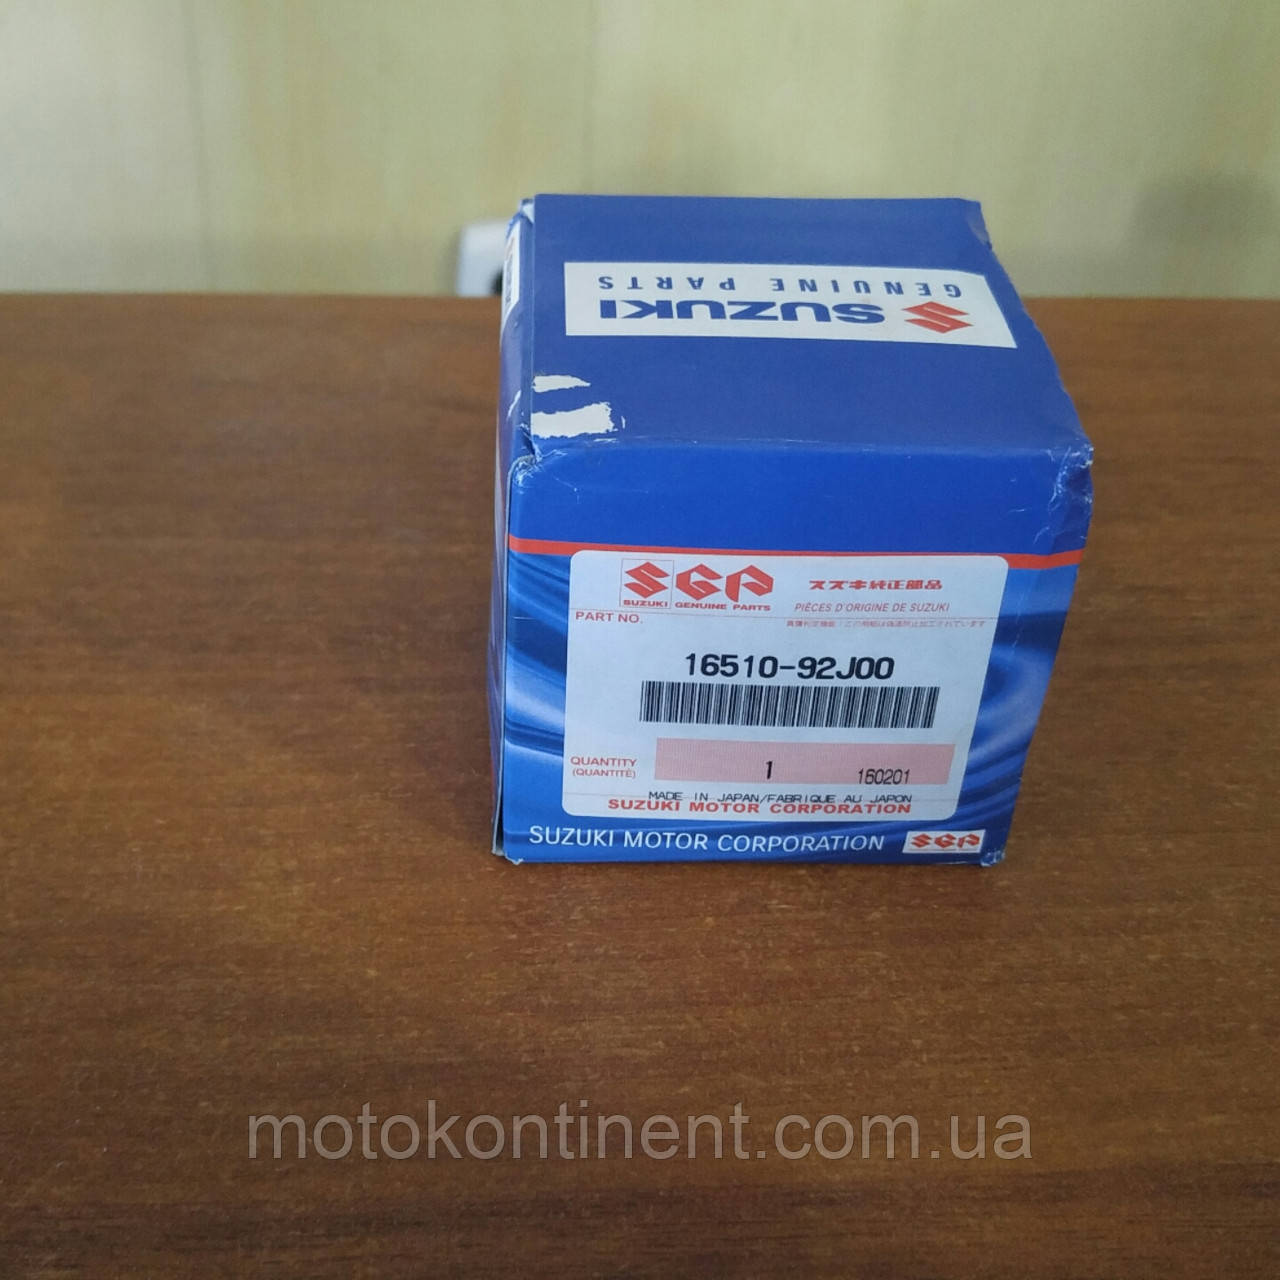 SUZUKI
GENUINE PARTS
SGP
SUZUKI GENUINE PARTS
スズキ純正部品
PIÈCES D'ORIGINE DE SUZUKI
PART NO.
16510-92J00
QUANTITY
(QUANTITÉ)
1 160201
MADE IN JAPAN/FABRIQUE AU JAPON
SUZUKI MOTOR CORPORATION
SUZUKI MOTOR CORPORATION
SGP
motokontinent.com.ua